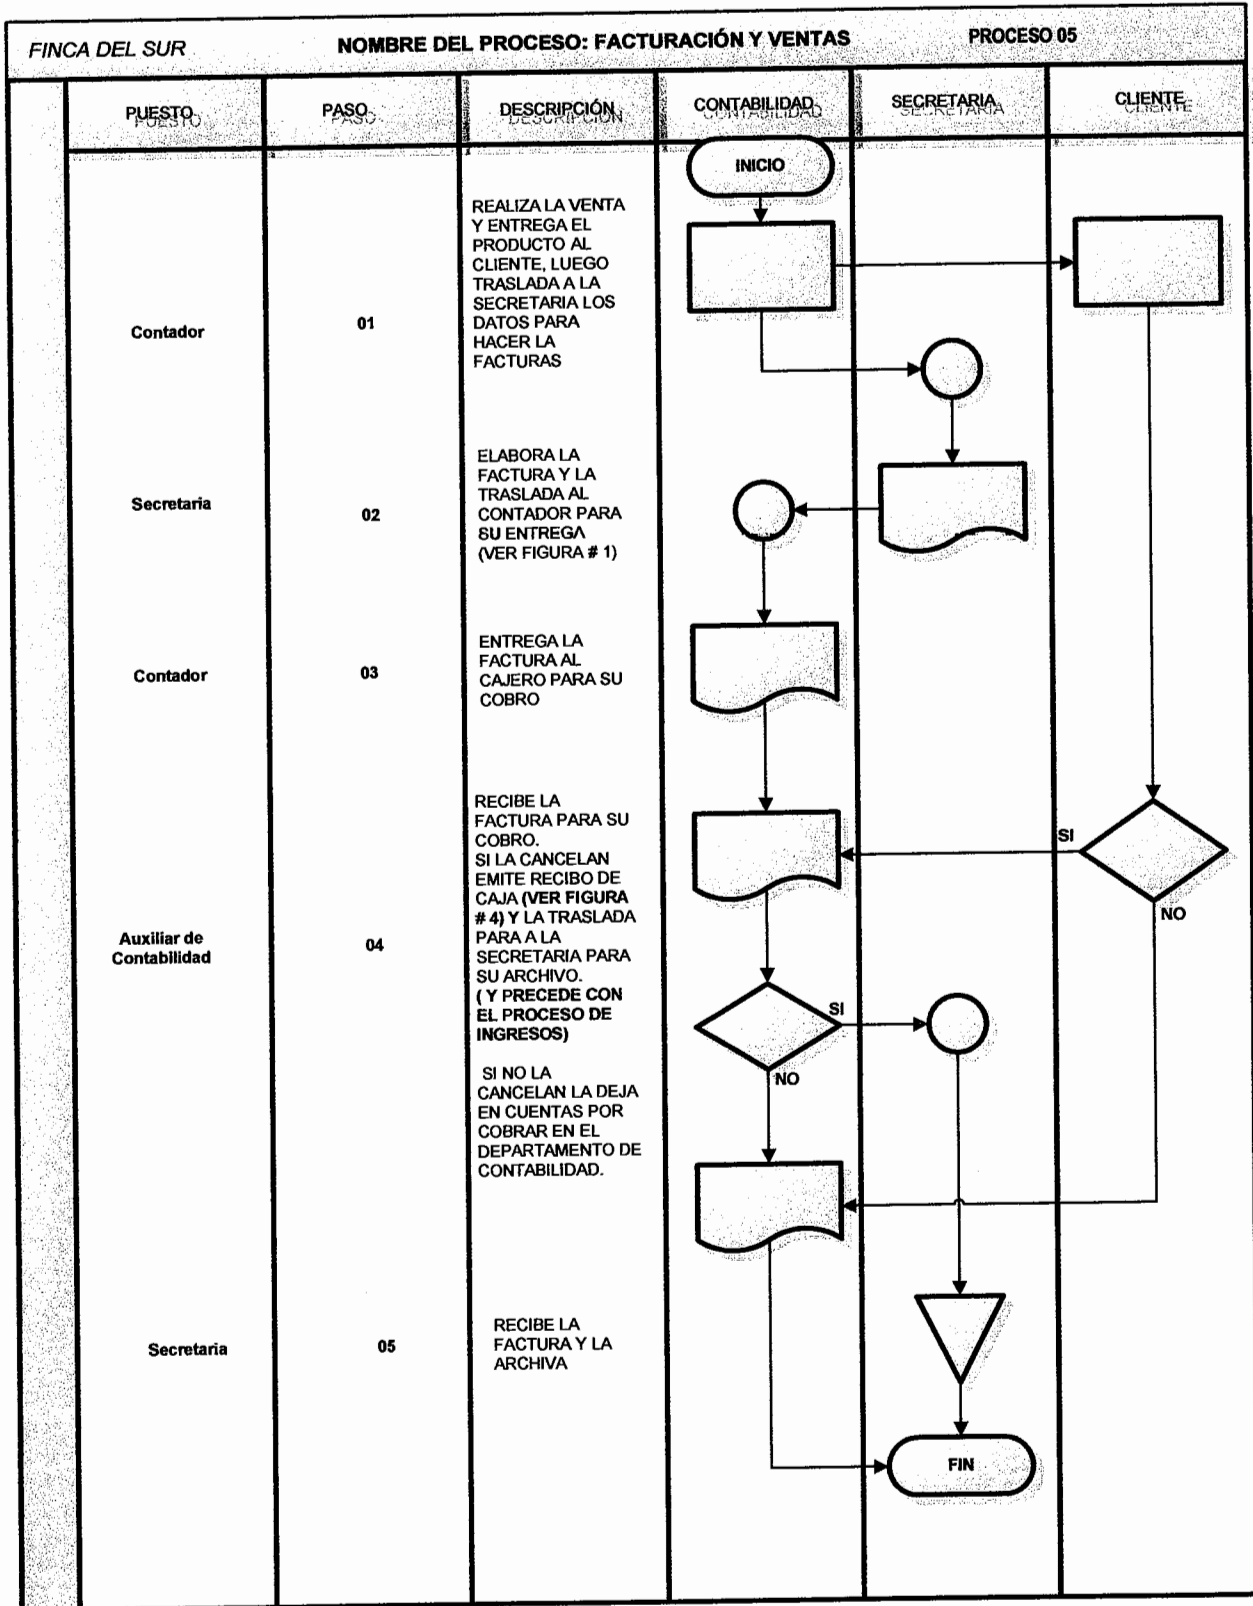 FINCA DEL SUR
NOMBRE DEL PROCESO: FACTURACIÓN Y VENTAS
PROCESO 05
PUESTO
PASO
DESCRIPCIÓN
CONTABILIDAD
SECRETARIA
CLIENTE
INICIO
Contador
01
REALIZA LA VENTA
Y ENTREGA EL
PRODUCTO AL
CLIENTE, LUEGO
TRASLADA A LA
SECRETARIA LOS
DATOS PARA
HACER LA
FACTURAS
Secretaria
02
ELABORA LA
FACTURA Y LA
TRASLADA AL
CONTADOR PARA
SU ENTREGA
(VER FIGURA # 1)
Contador
03
ENTREGA LA
FACTURA AL
CAJERO PARA SU
COBRO
Auxiliar de
Contabilidad
04
RECIBE LA
FACTURA PARA SU
COBRO.
SI LA CANCELAN
EMITE RECIBO DE
CAJA (VER FIGURA
# 4) Y LA TRASLADA
PARA A LA
SECRETARIA PARA
SU ARCHIVO.
( Y PRECEDE CON
EL PROCESO DE
INGRESOS)
SI NO LA
CANCELAN LA DEJA
EN CUENTAS POR
COBRAR EN EL
DEPARTAMENTO DE
CONTABILIDAD.
SI
NO
SI
NO
Secretaria
05
RECIBE LA
FACTURA Y LA
ARCHIVA
FIN